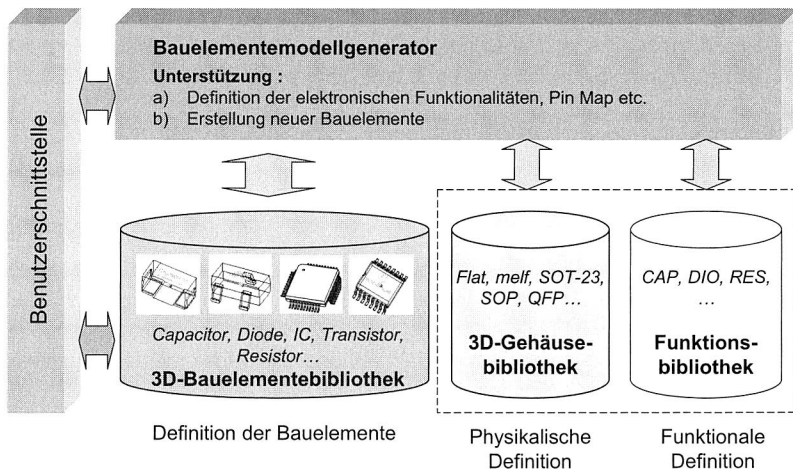 Benutzerschnittstelle
Bauelementemodellgenerator
Unterstützung :
a) Definition der elektronischen Funktionalitäten, Pin Map etc.
b) Erstellung neuer Bauelemente
Capacitor, Diode, IC, Transistor,
Resistor...
3D-Bauelementebibliothek
Flat, melf, SOT-23,
SOP, QFP...
3D-Gehäuse-
bibliothek
CAP, DIO, RES,
...
Funktions-
bibliothek
Definition der Bauelemente
Physikalische
Definition
Funktionale
Definition